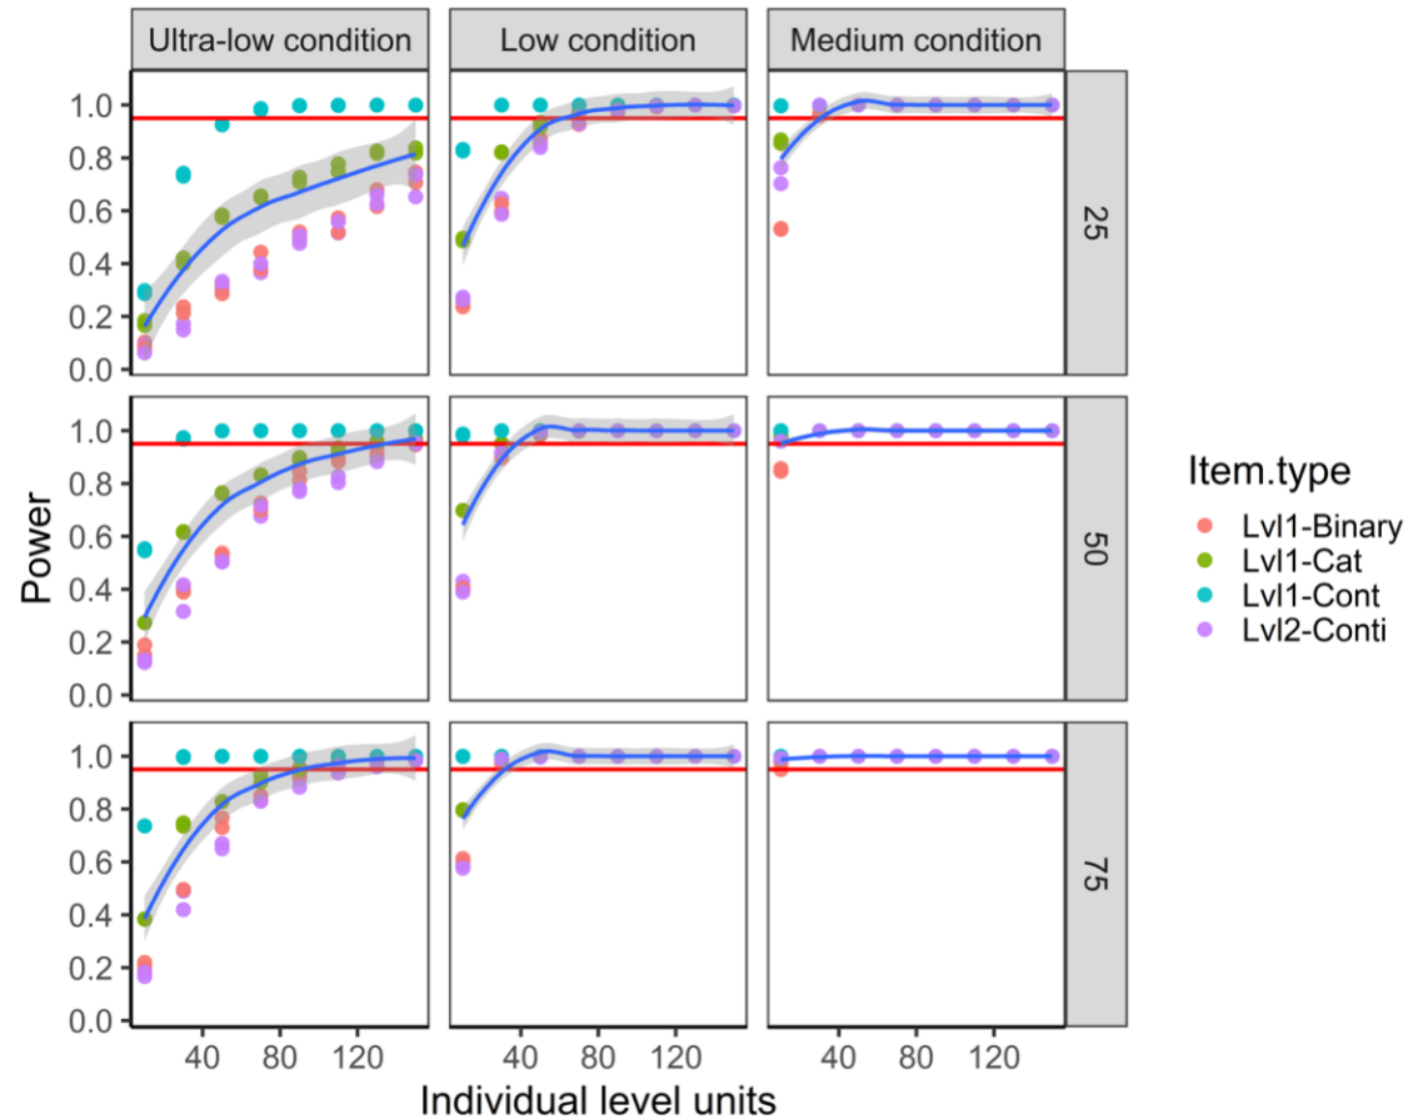 Ultra-low condition
Low condition
Medium condition
1.0
0.8
0.6
0.4
0.2
0.0
25
1.0
0.8
0.6
0.4
0.2
0.0
50
1.0
0.8
0.6
0.4
0.2
0.0
75
Power
40 80 120
40 80 120
40 80 120
Individual level units
Item.type
Lvl1-Binary
Lvl1-Cat
Lvl1-Cont
Lvl2-Conti